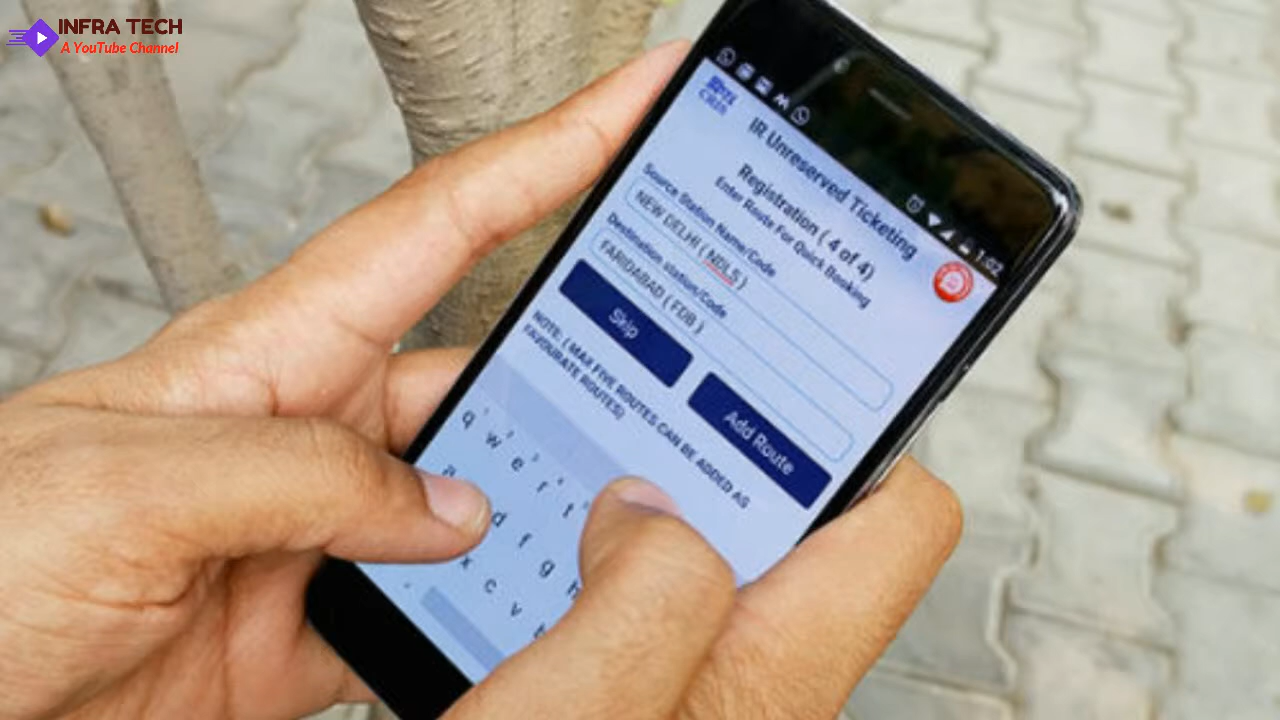 INFRA TECH
A YouTube Channel
CRIS
1:02
IR Unreserved Ticketing
Registration ( 4 of 4)
Enter Route For Quick Booking
Source Station Name/Code
NEW DELHI ( NDLS )
Destination station/Code
FARIDABAD ( FDB )
Skip
Add Route
NOTE: ( MAX FIVE ROUTES CAN BE ADDED AS
FAVOURATE ROUTES)
q w e r t
a d f g h
x c v b